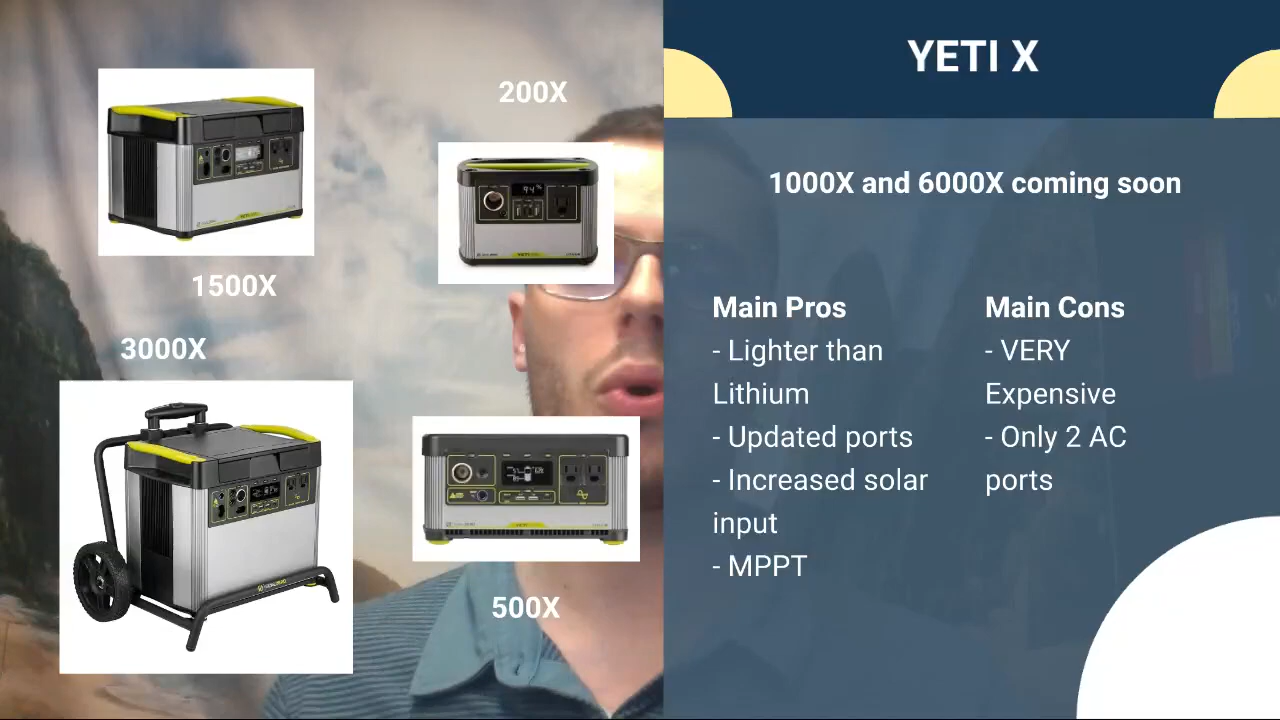 YETI X
200X
1500X
3000X
500X
1000X and 6000X coming soon
Main Pros
- Lighter than
Lithium
- Updated ports
- Increased solar
input
- MPPT
Main Cons
- VERY
Expensive
- Only 2 AC
ports